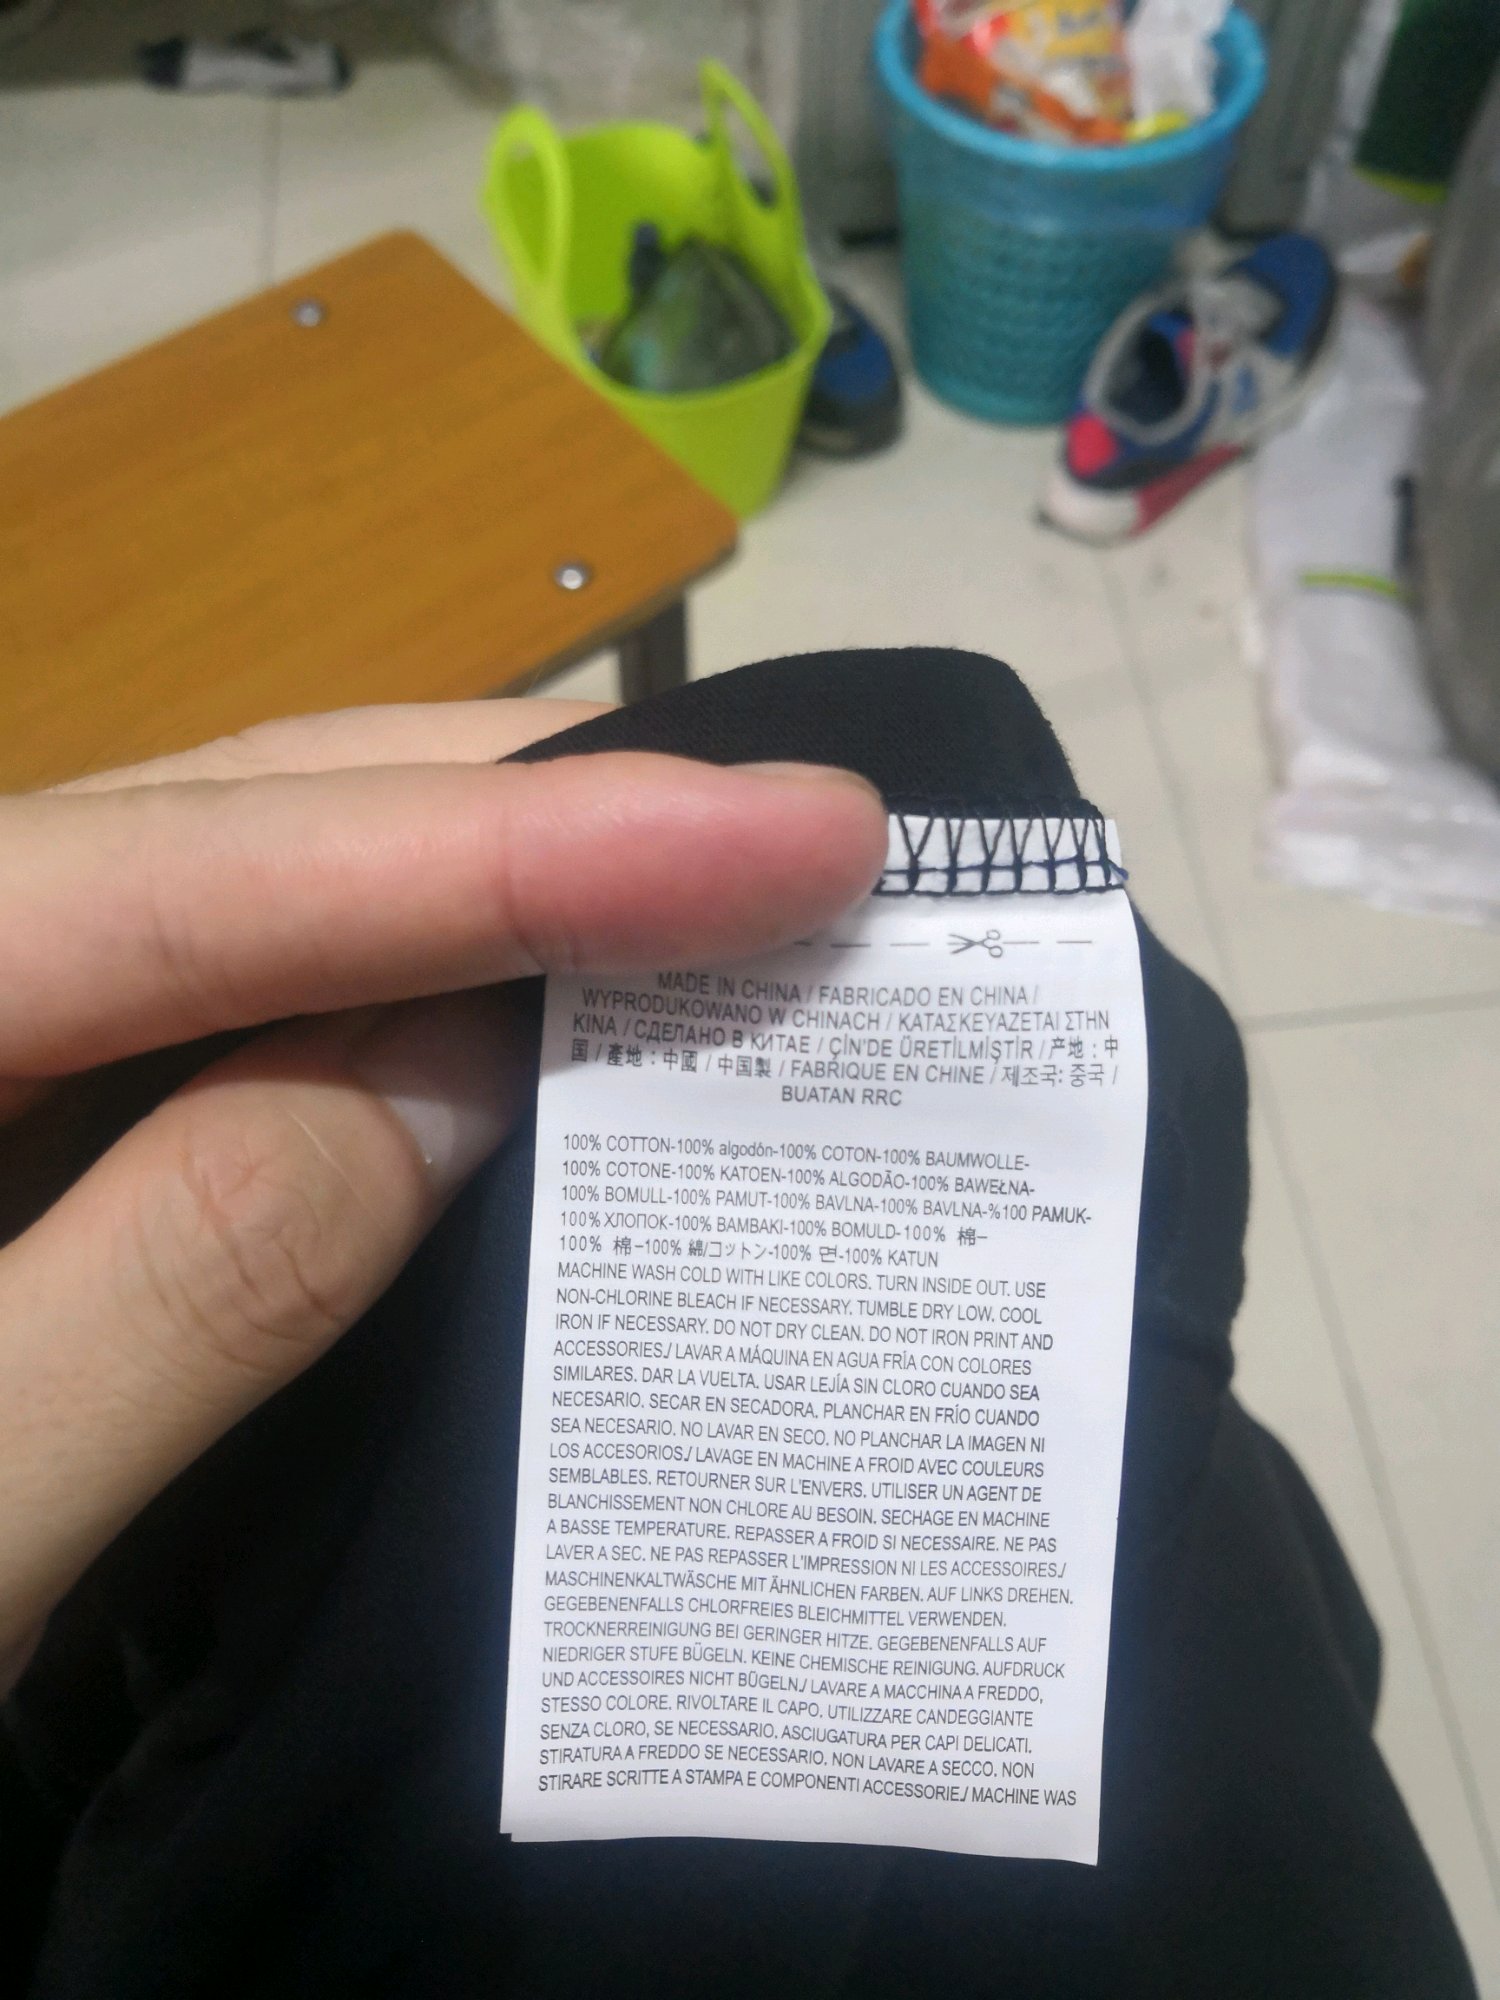 MADE IN CHINA / FABRICADO EN CHINA /
WYPRODUKOWANO W CHINACH / ΚΑΤΑΣΚΕΥΑΖΕΤΑΙ ΣΤΗΝ
ΚΙΝΑ / СДЕЛАНО В КИТАЕ / ÇİN'DE ÜRETİLMİŞTİR / 产地：中
国 / 產地：中國 / 中国製 / FABRIQUE EN CHINE / 제조국: 중국 /
BUATAN RRC
100% COTTON-100% algodón-100% COTON-100% BAUMWOLLE-
100% COTONE-100% KATOEN-100% ALGODÃO-100% BAWEŁNA-
100% BOMULL-100% PAMUT-100% BAVLNA-100% BAVLNA-%100 PAMUK-
100% ХЛОПОК-100% BAMBAKI-100% BOMULD-100% 棉-
100% 棉-100% 綿/コットン-100% 면-100% KATUN
MACHINE WASH COLD WITH LIKE COLORS. TURN INSIDE OUT. USE
NON-CHLORINE BLEACH IF NECESSARY. TUMBLE DRY LOW. COOL
IRON IF NECESSARY. DO NOT DRY CLEAN. DO NOT IRON PRINT AND
ACCESSORIES./ LAVAR A MÁQUINA EN AGUA FRÍA CON COLORES
SIMILARES. DAR LA VUELTA. USAR LEJÍA SIN CLORO CUANDO SEA
NECESARIO. SECAR EN SECADORA. PLANCHAR EN FRÍO CUANDO
SEA NECESARIO. NO LAVAR EN SECO. NO PLANCHAR LA IMAGEN NI
LOS ACCESORIOS./ LAVAGE EN MACHINE A FROID AVEC COULEURS
SEMBLABLES. RETOURNER SUR L'ENVERS. UTILISER UN AGENT DE
BLANCHISSEMENT NON CHLORE AU BESOIN. SECHAGE EN MACHINE
A BASSE TEMPERATURE. REPASSER A FROID SI NECESSAIRE. NE PAS
LAVER A SEC. NE PAS REPASSER L'IMPRESSION NI LES ACCESSOIRES./
MASCHINENKALTWÄSCHE MIT ÄHNLICHEN FARBEN. AUF LINKS DREHEN.
GEGEBENENFALLS CHLORFREIES BLEICHMITTEL VERWENDEN.
TROCKNERREINIGUNG BEI GERINGER HITZE. GEGEBENENFALLS AUF
NIEDRIGER STUFE BÜGELN. KEINE CHEMISCHE REINIGUNG. AUFDRUCK
UND ACCESSOIRES NICHT BÜGELN./ LAVARE A MACCHINA A FREDDO,
STESSO COLORE. RIVOLTARE IL CAPO. UTILIZZARE CANDEGGIANTE
SENZA CLORO, SE NECESSARIO. ASCIUGATURA PER CAPI DELICATI.
STIRATURA A FREDDO SE NECESSARIO. NON LAVARE A SECCO. NON
STIRARE SCRITTE A STAMPA E COMPONENTI ACCESSORIE./ MACHINE WAS